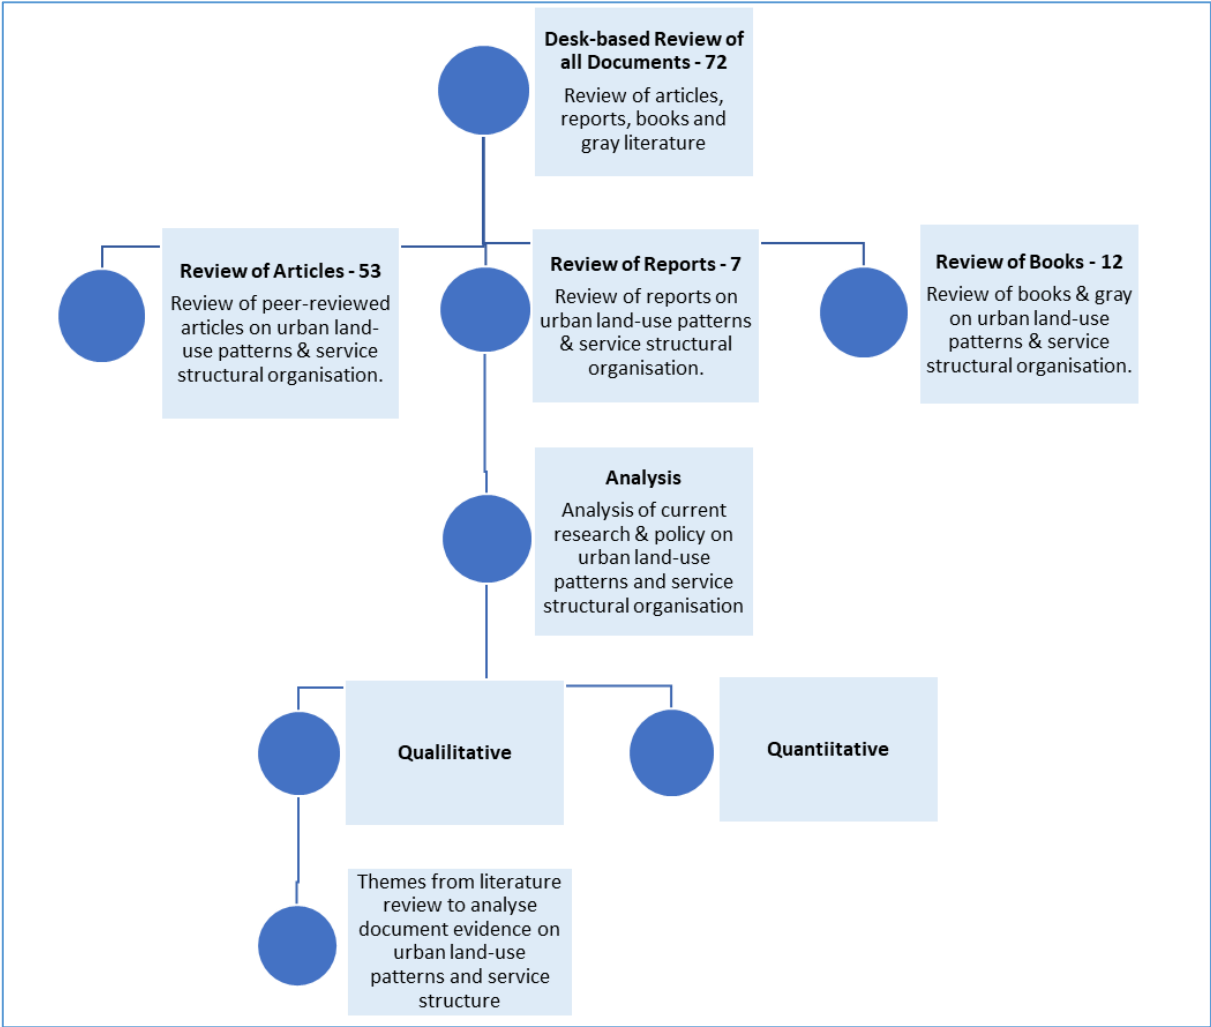 Desk-based Review of
all Documents - 72
Review of articles,
reports, books and
gray literature
Review of Articles - 53
Review of peer-reviewed
articles on urban land-
use patterns & service
structural organisation.
Review of Reports - 7
Review of reports on
urban land-use patterns
& service structural
organisation.
Review of Books - 12
Review of books & gray
on urban land-use
patterns & service
structural organisation.
Analysis
Analysis of current
research & policy on
urban land-use
patterns and service
structural organisation
Qualilitative
Quantiitative
Themes from literature
review to analyse
document evidence on
urban land-use
patterns and service
structure